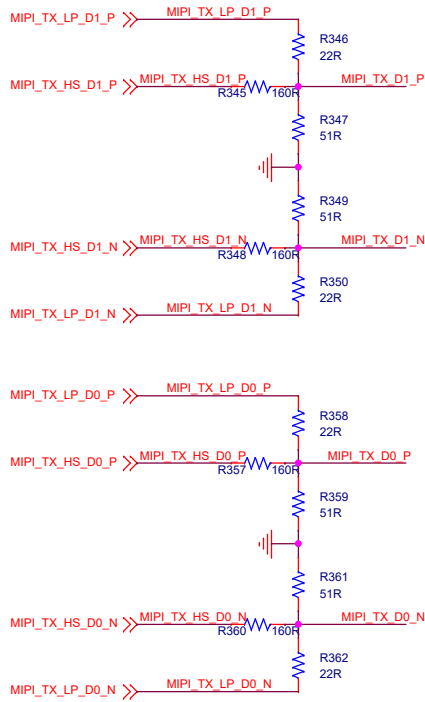 MIPI_TX_LP_D1_P MIPI_TX_LP_D1_P
R346
22R
MIPI_TX_HS_D1_P MIPI_TX_HS_D1_P MIPI_TX_D1_P
R345 160R
R347
51R
R349
51R
MIPI_TX_HS_D1_N MIPI_TX_HS_D1_N MIPI_TX_D1_N
R348 160R
R350
22R
MIPI_TX_LP_D1_N MIPI_TX_LP_D1_N
MIPI_TX_LP_D0_P MIPI_TX_LP_D0_P
R358
22R
MIPI_TX_HS_D0_P MIPI_TX_HS_D0_P MIPI_TX_D0_P
R357 160R
R359
51R
R361
51R
MIPI_TX_HS_D0_N MIPI_TX_HS_D0_N MIPI_TX_D0_N
R360 160R
R362
22R
MIPI_TX_LP_D0_N MIPI_TX_LP_D0_N